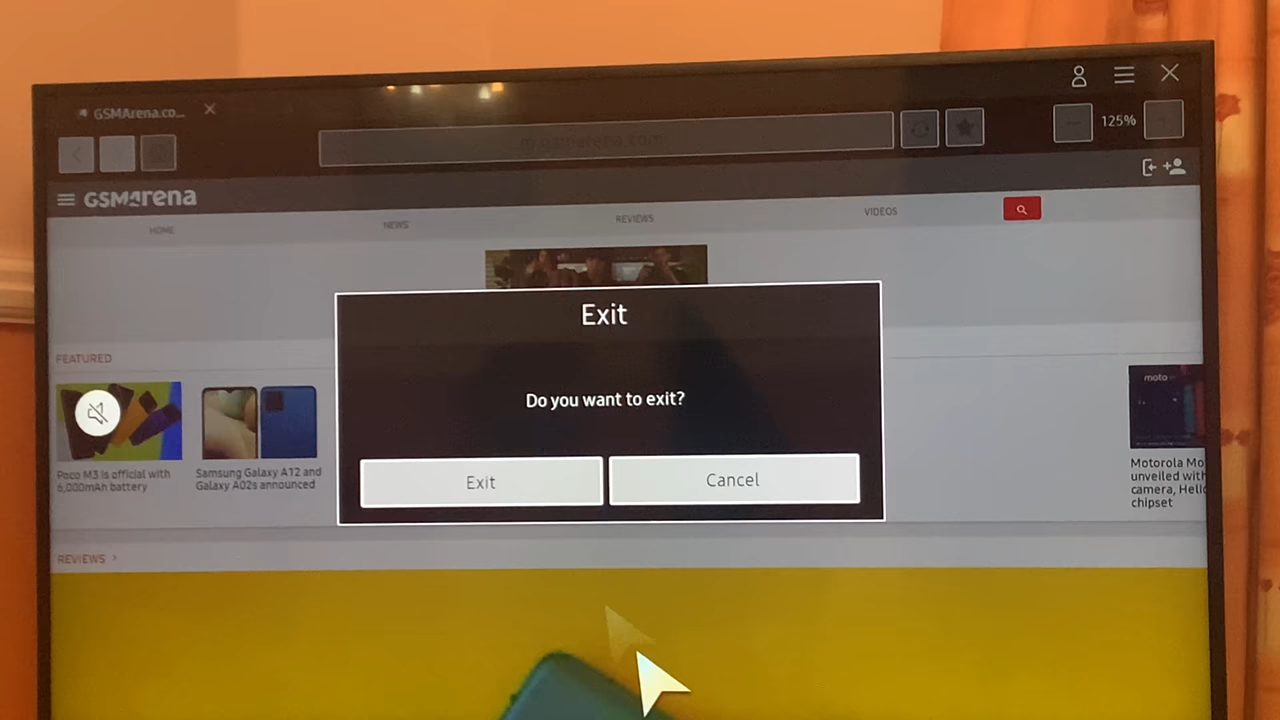 GSMArena.co...
m.gsmarena.com
125%
GSMArena
HOME
NEWS
REVIEWS
VIDEOS
Exit
Do you want to exit?
Exit
Cancel
FEATURED
Poco M3 is official with
6,000mAh battery
Samsung Galaxy A12 and
Galaxy A02s announced
moto
Motorola Mo
unveiled with
camera, Helio
chipset
REVIEWS